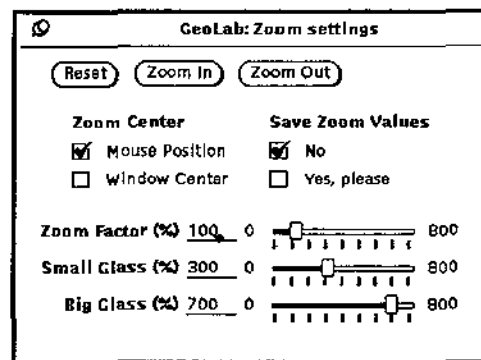 GeoLab: Zoom settings
Reset Zoom In Zoom Out
Zoom Center Save Zoom Values
Mouse Position No
Window Center Yes, please
Zoom Factor (%) 100 0 800
Small Glass (%) 300 0 800
Big Glass (%) 700 0 800